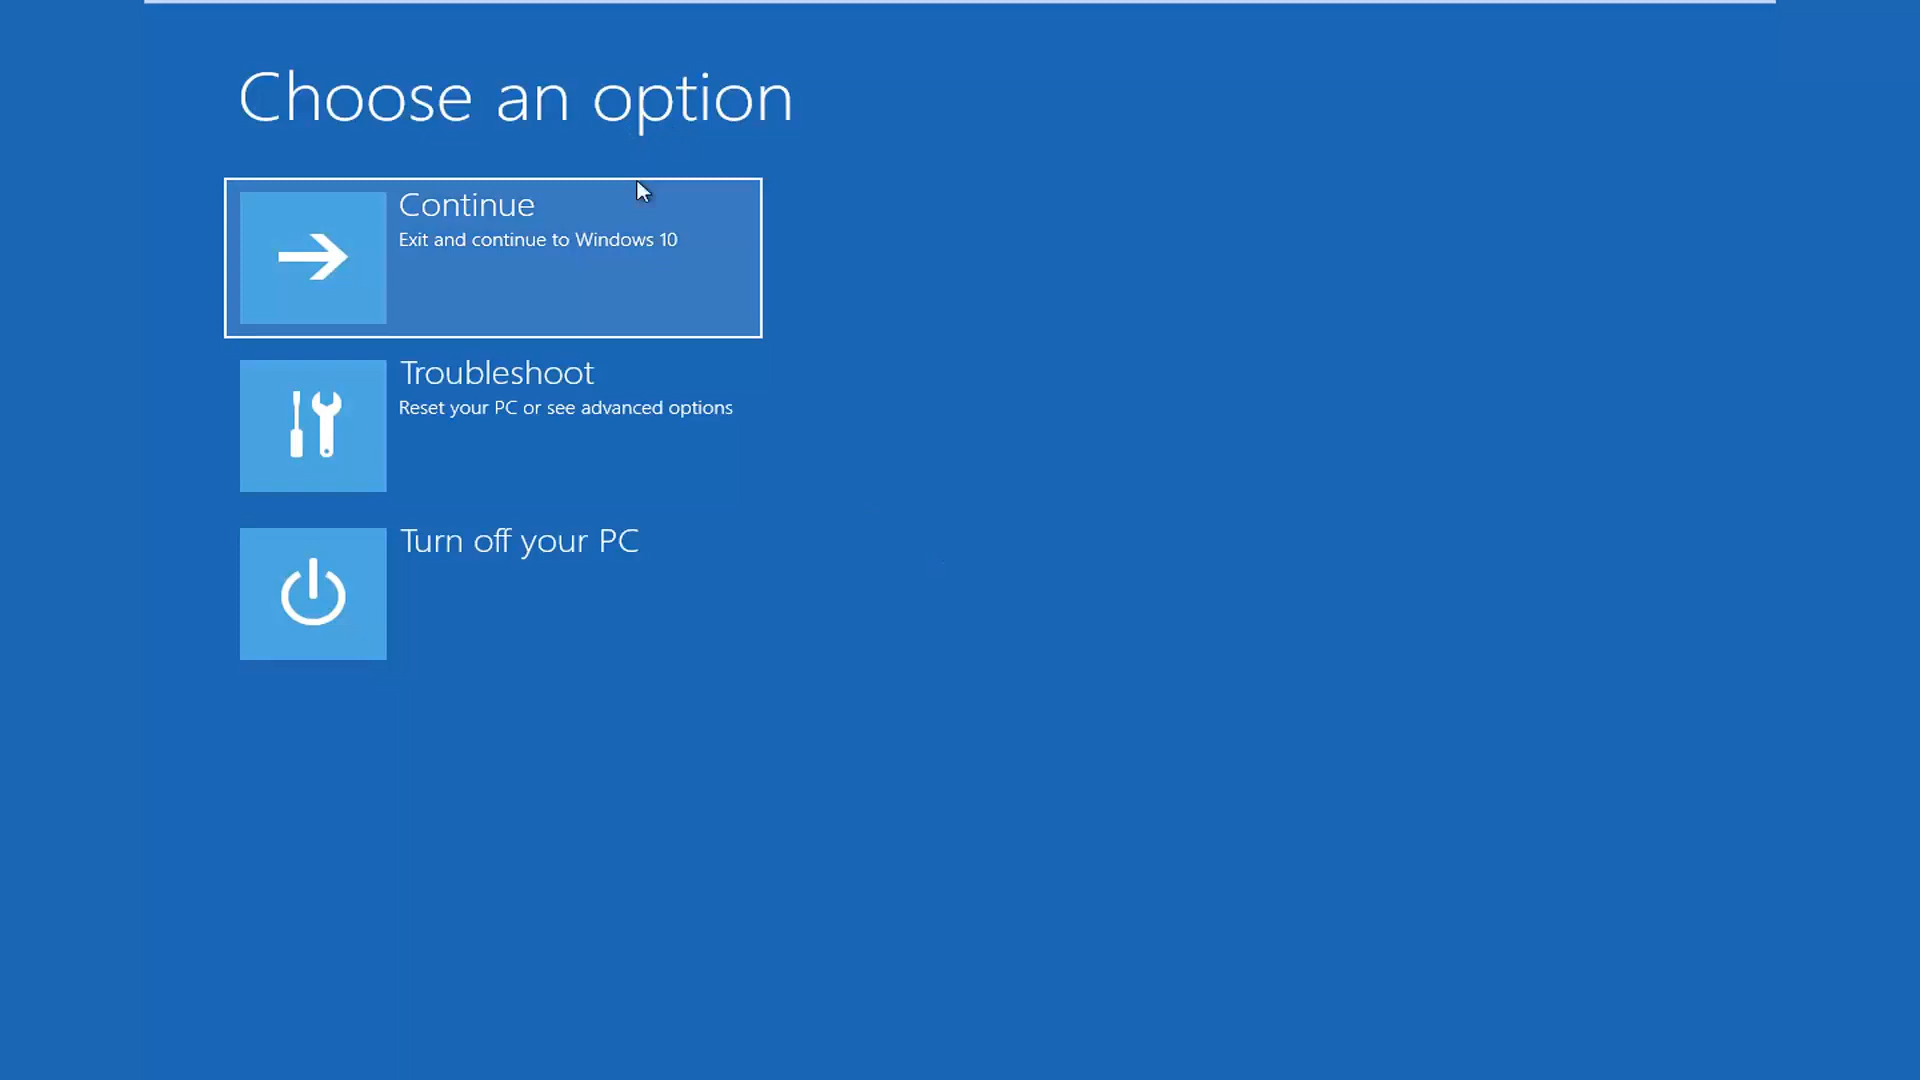 Choose an option
Continue
Exit and continue to Windows 10
Troubleshoot
Reset your PC or see advanced options
Turn off your PC